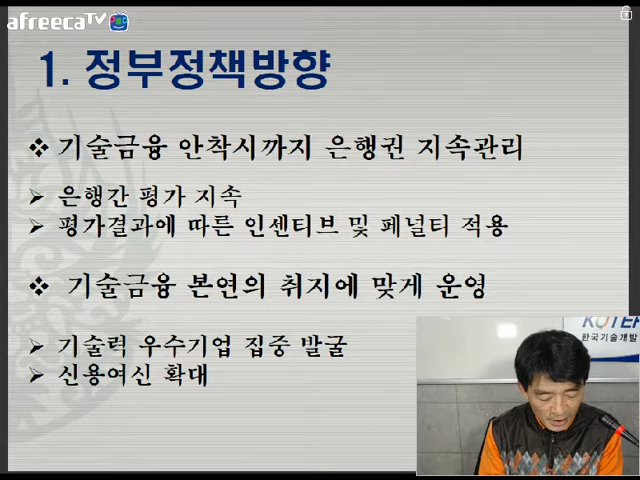 afreecaTV
1. 정부정책방향
❖ 기술금융 안착시까지 은행권 지속관리
➢ 은행간 평가 지속
➢ 평가결과에 따른 인센티브 및 페널티 적용
❖ 기술금융 본연의 취지에 맞게 운영
➢ 기술력 우수기업 집중 발굴
➢ 신용여신 확대
한국기술개발